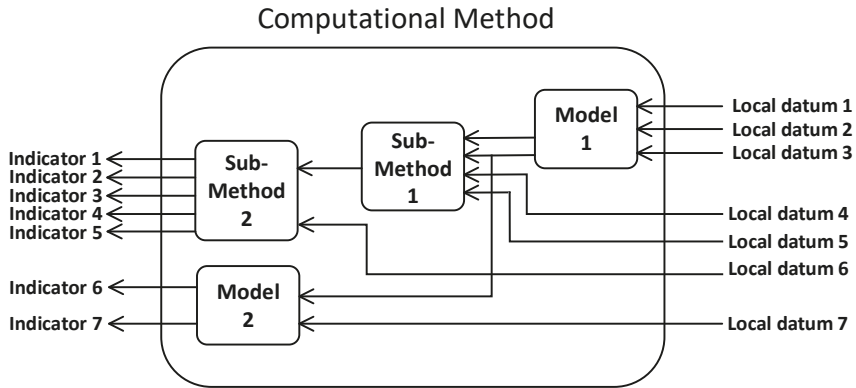 Computational Method
Model
1
Local datum 1
Local datum 2
Local datum 3
Sub-
Method
1
Sub-
Method
2
Indicator 1
Indicator 2
Indicator 3
Indicator 4
Indicator 5
Local datum 4
Local datum 5
Local datum 6
Indicator 6
Indicator 7
Model
2
Local datum 7